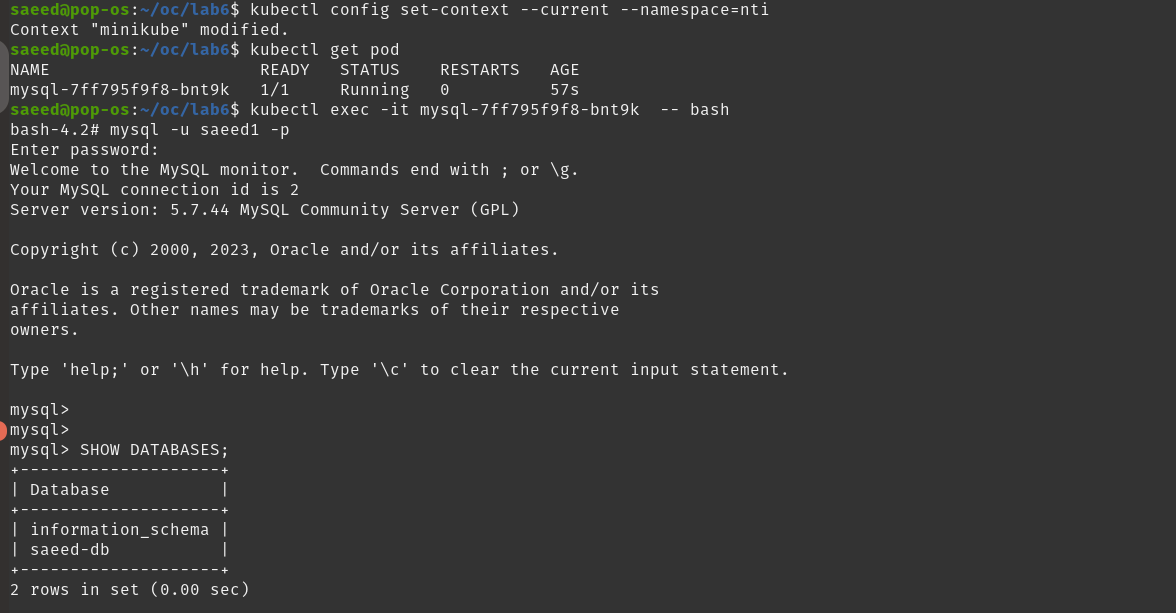 saeed@pop-os:~/oc/lab6$ kubectl config set-context --current --namespace=nti
Context "minikube" modified.
saeed@pop-os:~/oc/lab6$ kubectl get pod
NAME                     READY   STATUS    RESTARTS   AGE
mysql-7ff795f9f8-bnt9k   1/1     Running   0          57s
saeed@pop-os:~/oc/lab6$ kubectl exec -it mysql-7ff795f9f8-bnt9k  -- bash
bash-4.2# mysql -u saeed1 -p
Enter password:
Welcome to the MySQL monitor.  Commands end with ; or \g.
Your MySQL connection id is 2
Server version: 5.7.44 MySQL Community Server (GPL)

Copyright (c) 2000, 2023, Oracle and/or its affiliates.

Oracle is a registered trademark of Oracle Corporation and/or its
affiliates. Other names may be trademarks of their respective
owners.

Type 'help;' or '\h' for help. Type '\c' to clear the current input statement.

mysql>
mysql>
mysql> SHOW DATABASES;
+--------------------+
| Database           |
+--------------------+
| information_schema |
| saeed-db           |
+--------------------+
2 rows in set (0.00 sec)